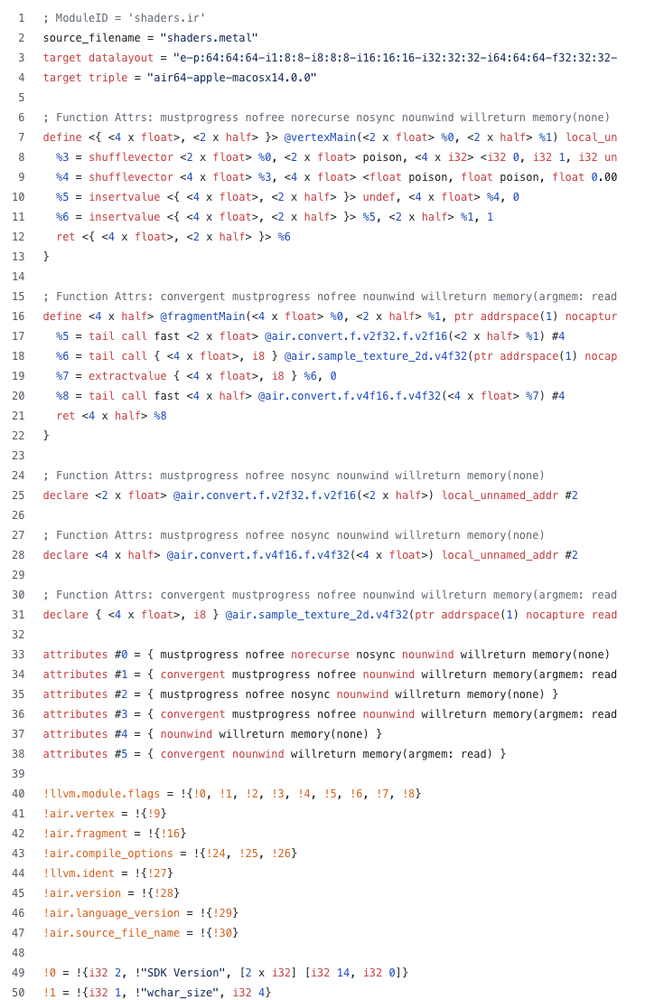 1 ; ModuleID = 'shaders.ir'
2 source_filename = "shaders.metal"
3 target datalayout = "e-p:64:64:64-i1:8:8-i8:8:8-i16:16:16-i32:32:32-i64:64:64-f32:32:32-
4 target triple = "air64-apple-macosx14.0.0"
5
6 ; Function Attrs: mustprogress nofree norecurse nosync nounwind willreturn memory(none)
7 define <{ <4 x float>, <2 x half> }> @vertexMain(<2 x float> %0, <2 x half> %1) local_un
8   %3 = shufflevector <2 x float> %0, <2 x float> poison, <4 x i32> <i32 0, i32 1, i32 un
9   %4 = shufflevector <4 x float> %3, <4 x float> <float poison, float poison, float 0.00
10   %5 = insertvalue <{ <4 x float>, <2 x half> }> undef, <4 x float> %4, 0
11   %6 = insertvalue <{ <4 x float>, <2 x half> }> %5, <2 x half> %1, 1
12   ret <{ <4 x float>, <2 x half> }> %6
13 }
14
15 ; Function Attrs: convergent mustprogress nofree nounwind willreturn memory(argmem: read
16 define <4 x half> @fragmentMain(<4 x float> %0, <2 x half> %1, ptr addrspace(1) nocaptur
17   %5 = tail call fast <2 x float> @air.convert.f.v2f32.f.v2f16(<2 x half> %1) #4
18   %6 = tail call { <4 x float>, i8 } @air.sample_texture_2d.v4f32(ptr addrspace(1) nocap
19   %7 = extractvalue { <4 x float>, i8 } %6, 0
20   %8 = tail call fast <4 x half> @air.convert.f.v4f16.f.v4f32(<4 x float> %7) #4
21   ret <4 x half> %8
22 }
23
24 ; Function Attrs: mustprogress nofree nosync nounwind willreturn memory(none)
25 declare <2 x float> @air.convert.f.v2f32.f.v2f16(<2 x half>) local_unnamed_addr #2
26
27 ; Function Attrs: mustprogress nofree nosync nounwind willreturn memory(none)
28 declare <4 x half> @air.convert.f.v4f16.f.v4f32(<4 x float>) local_unnamed_addr #2
29
30 ; Function Attrs: convergent mustprogress nofree nounwind willreturn memory(argmem: read
31 declare { <4 x float>, i8 } @air.sample_texture_2d.v4f32(ptr addrspace(1) nocapture read
32
33 attributes #0 = { mustprogress nofree norecurse nosync nounwind willreturn memory(none)
34 attributes #1 = { convergent mustprogress nofree nounwind willreturn memory(argmem: read
35 attributes #2 = { mustprogress nofree nosync nounwind willreturn memory(none) }
36 attributes #3 = { convergent mustprogress nofree nounwind willreturn memory(argmem: read
37 attributes #4 = { nounwind willreturn memory(none) }
38 attributes #5 = { convergent nounwind willreturn memory(argmem: read) }
39
40 !llvm.module.flags = !{!0, !1, !2, !3, !4, !5, !6, !7, !8}
41 !air.vertex = !{!9}
42 !air.fragment = !{!16}
43 !air.compile_options = !{!24, !25, !26}
44 !llvm.ident = !{!27}
45 !air.version = !{!28}
46 !air.language_version = !{!29}
47 !air.source_file_name = !{!30}
48
49 !0 = !{i32 2, !"SDK Version", [2 x i32] [i32 14, i32 0]}
50 !1 = !{i32 1, !"wchar_size", i32 4}